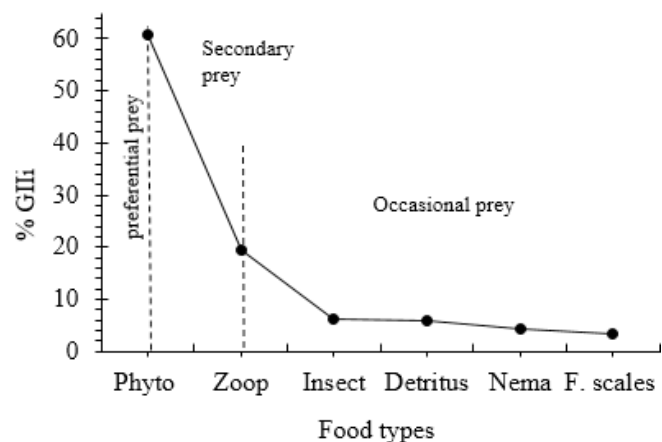 % GIIi
60
50
40
30
20
10
0
preferential prey
Secondary
prey
Occasional prey
Phyto Zoop Insect Detritus Nema F. scales
Food types